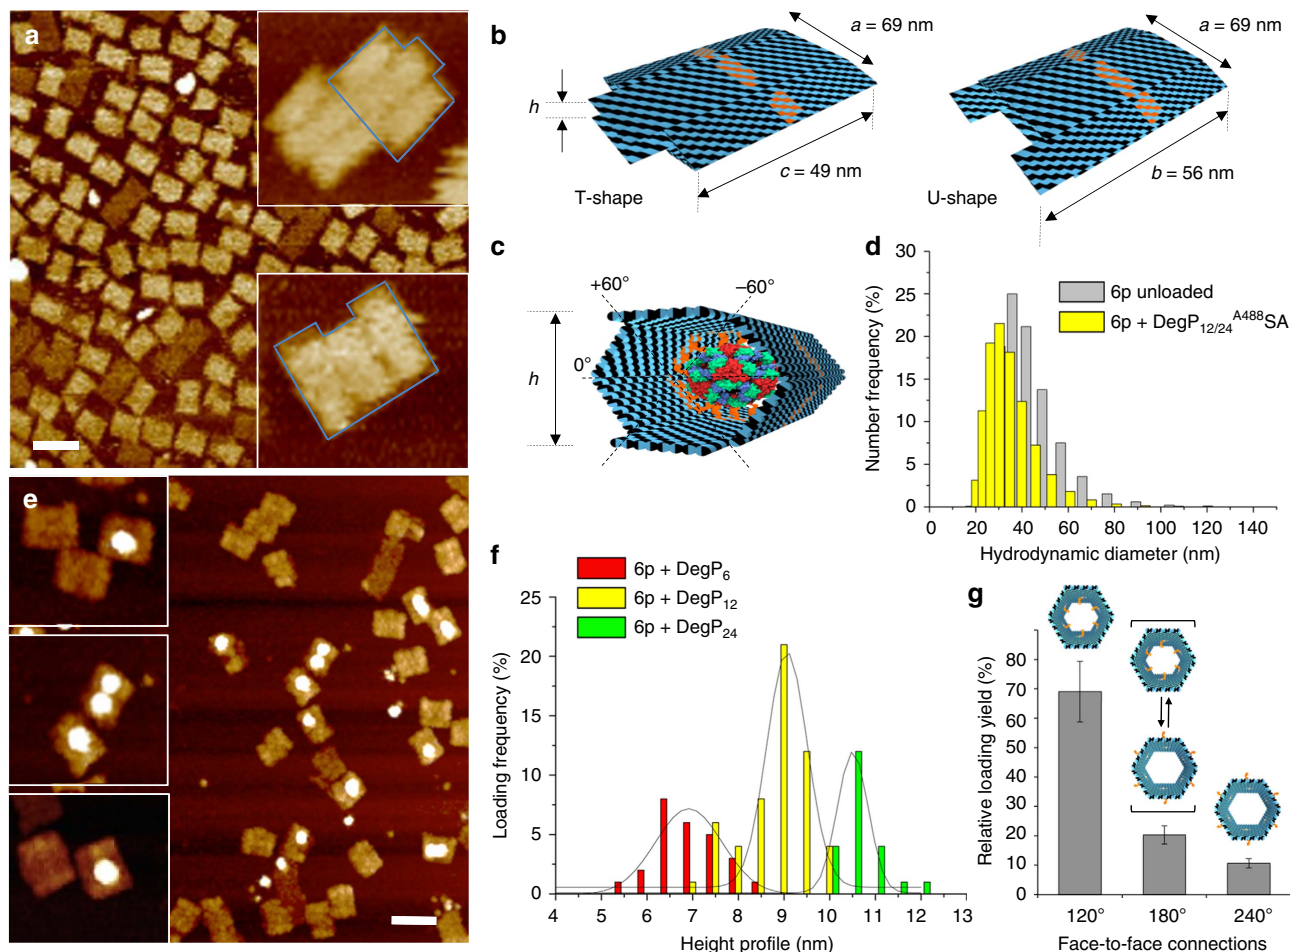 a
b
a = 69 nm
h
c = 49 nm
T-shape
a = 69 nm
b = 56 nm
U-shape
c
+60°
−60°
0°
h
d
30
25
20
15
10
5
0
Number frequency (%)
6p unloaded
6p + DegP12/24A488SA
0 20 40 60 80 100 120 140
Hydrodynamic diameter (nm)
e
f
6p + DegP6
6p + DegP12
6p + DegP24
25
20
15
10
5
0
Loading frequency (%)
4 5 6 7 8 9 10 11 12 13
Height profile (nm)
g
80
70
60
50
40
30
20
10
0
Relative loading yield (%)
120° 180° 240°
Face-to-face connections